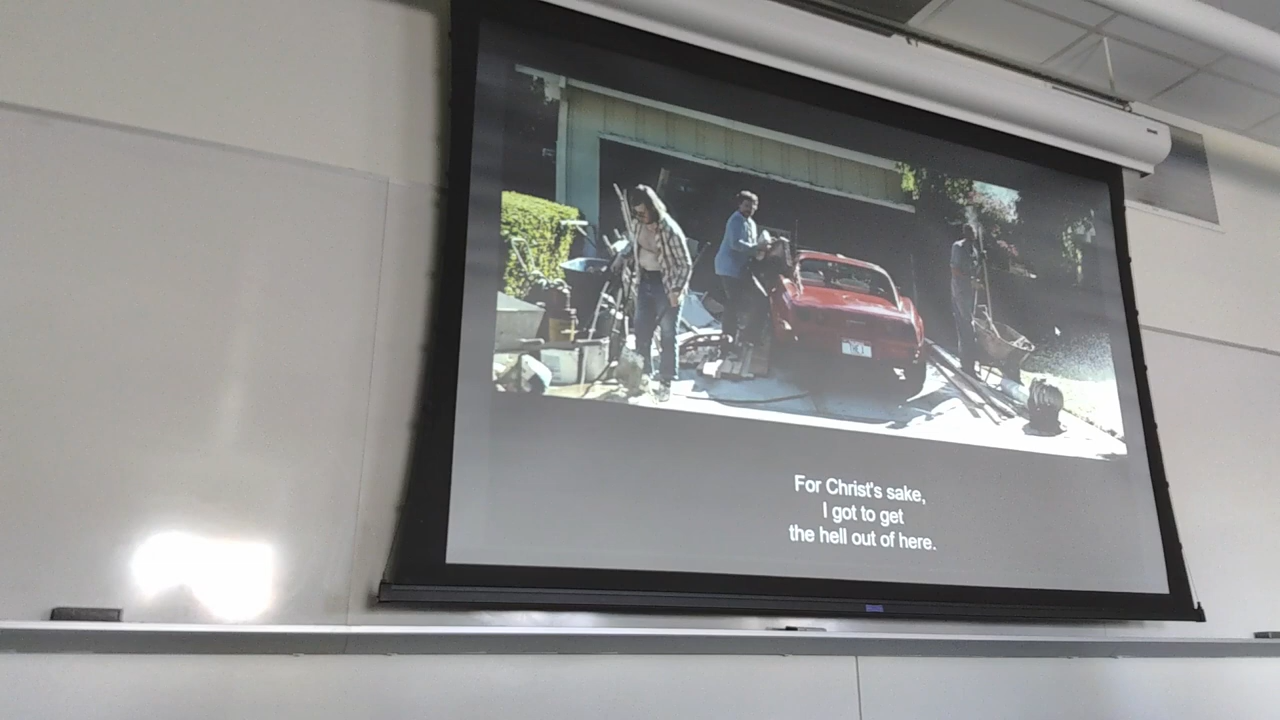 For Christ's sake,
I got to get
the hell out of here.